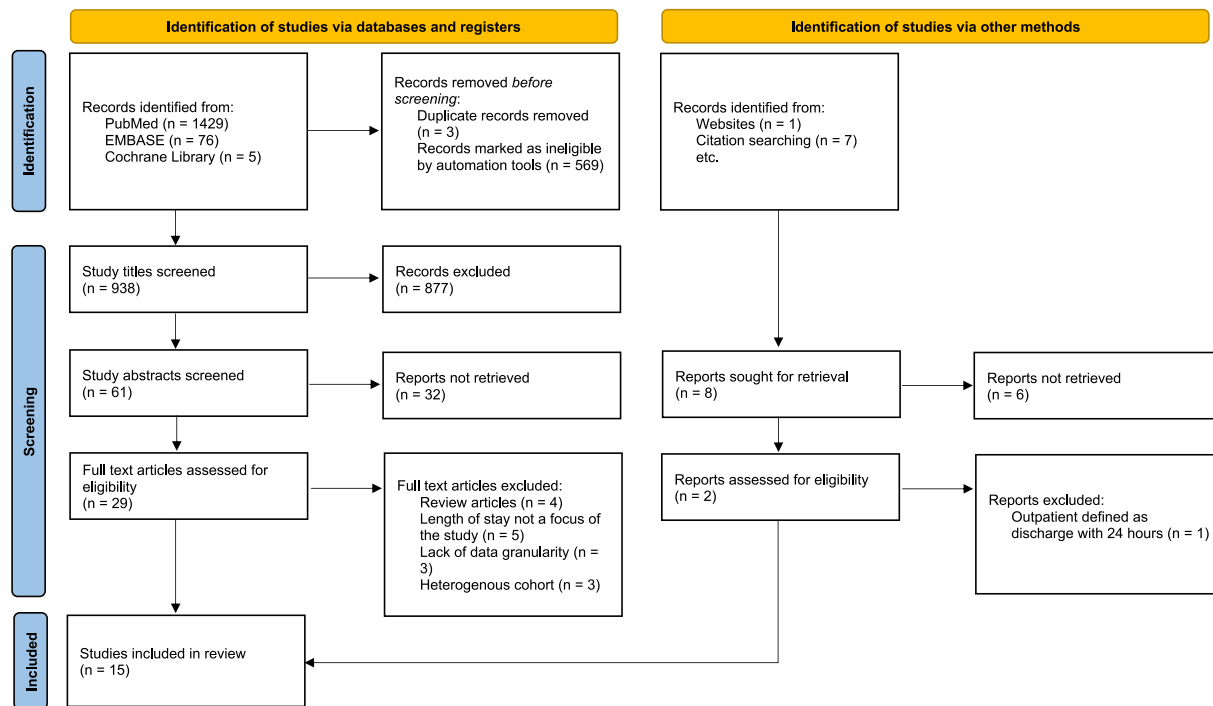 Identification of studies via databases and registers
Identification of studies via other methods
Identification
Records identified from:
PubMed (n = 1429)
EMBASE (n = 76)
Cochrane Library (n = 5)
Records removed before
screening:
Duplicate records removed
(n = 3)
Records marked as ineligible
by automation tools (n = 569)
Records identified from:
Websites (n = 1)
Citation searching (n = 7)
etc.
Screening
Study titles screened
(n = 938)
Records excluded
(n = 877)
Study abstracts screened
(n = 61)
Reports not retrieved
(n = 32)
Reports sought for retrieval
(n = 8)
Reports not retrieved
(n = 6)
Full text articles assessed for
eligibility
(n = 29)
Full text articles excluded:
Review articles (n = 4)
Length of stay not a focus of
the study (n = 5)
Lack of data granularity (n =
3)
Heterogenous cohort (n = 3)
Reports assessed for eligibility
(n = 2)
Reports excluded:
Outpatient defined as
discharge with 24 hours (n = 1)
Included
Studies included in review
(n = 15)